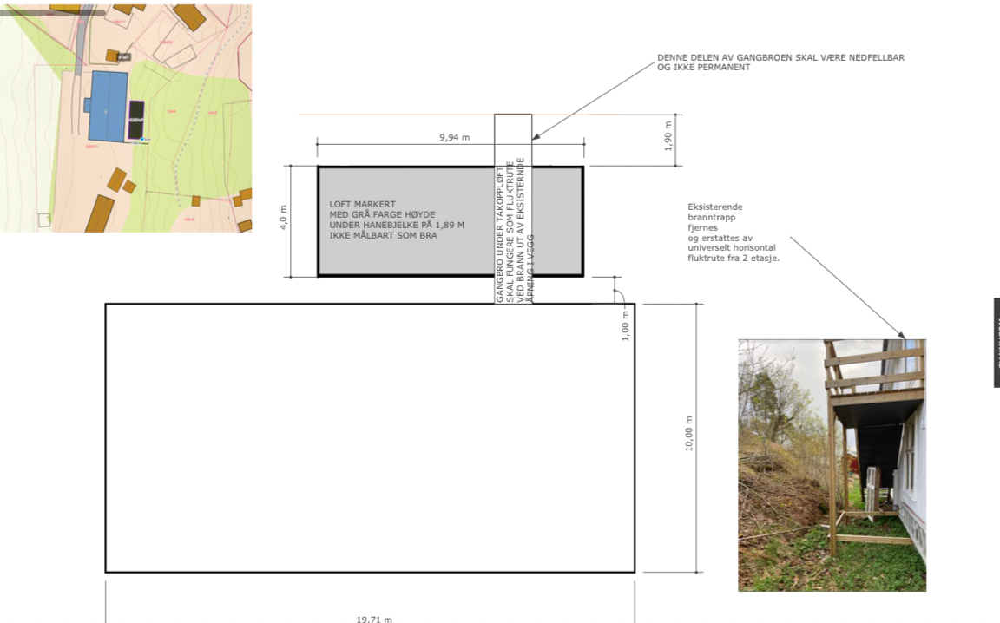 DENNE DELEN AV GANGBROEN SKAL VÆRE NEDFELLBAR
OG IKKE PERMANENT
1,90 m
9,94 m
4,0 m
LOFT MARKERT
MED GRÅ FARGE HØYDE
UNDER HANEBJELKE PÅ 1,89 M
IKKE MÅLBART SOM BRA
GANGBRO UNDER TAKOPPLØFT
SKAL FUNGERE SOM FLUKTRUTE
VED BRANN UT AV EKSISTERNDE
ÅPNING I VEGG
Eksisterende
branntrapp
fjernes
og erstattes av
universelt horisontal
fluktrute fra 2 etasje.
1,00 m
10,00 m
19,71 m